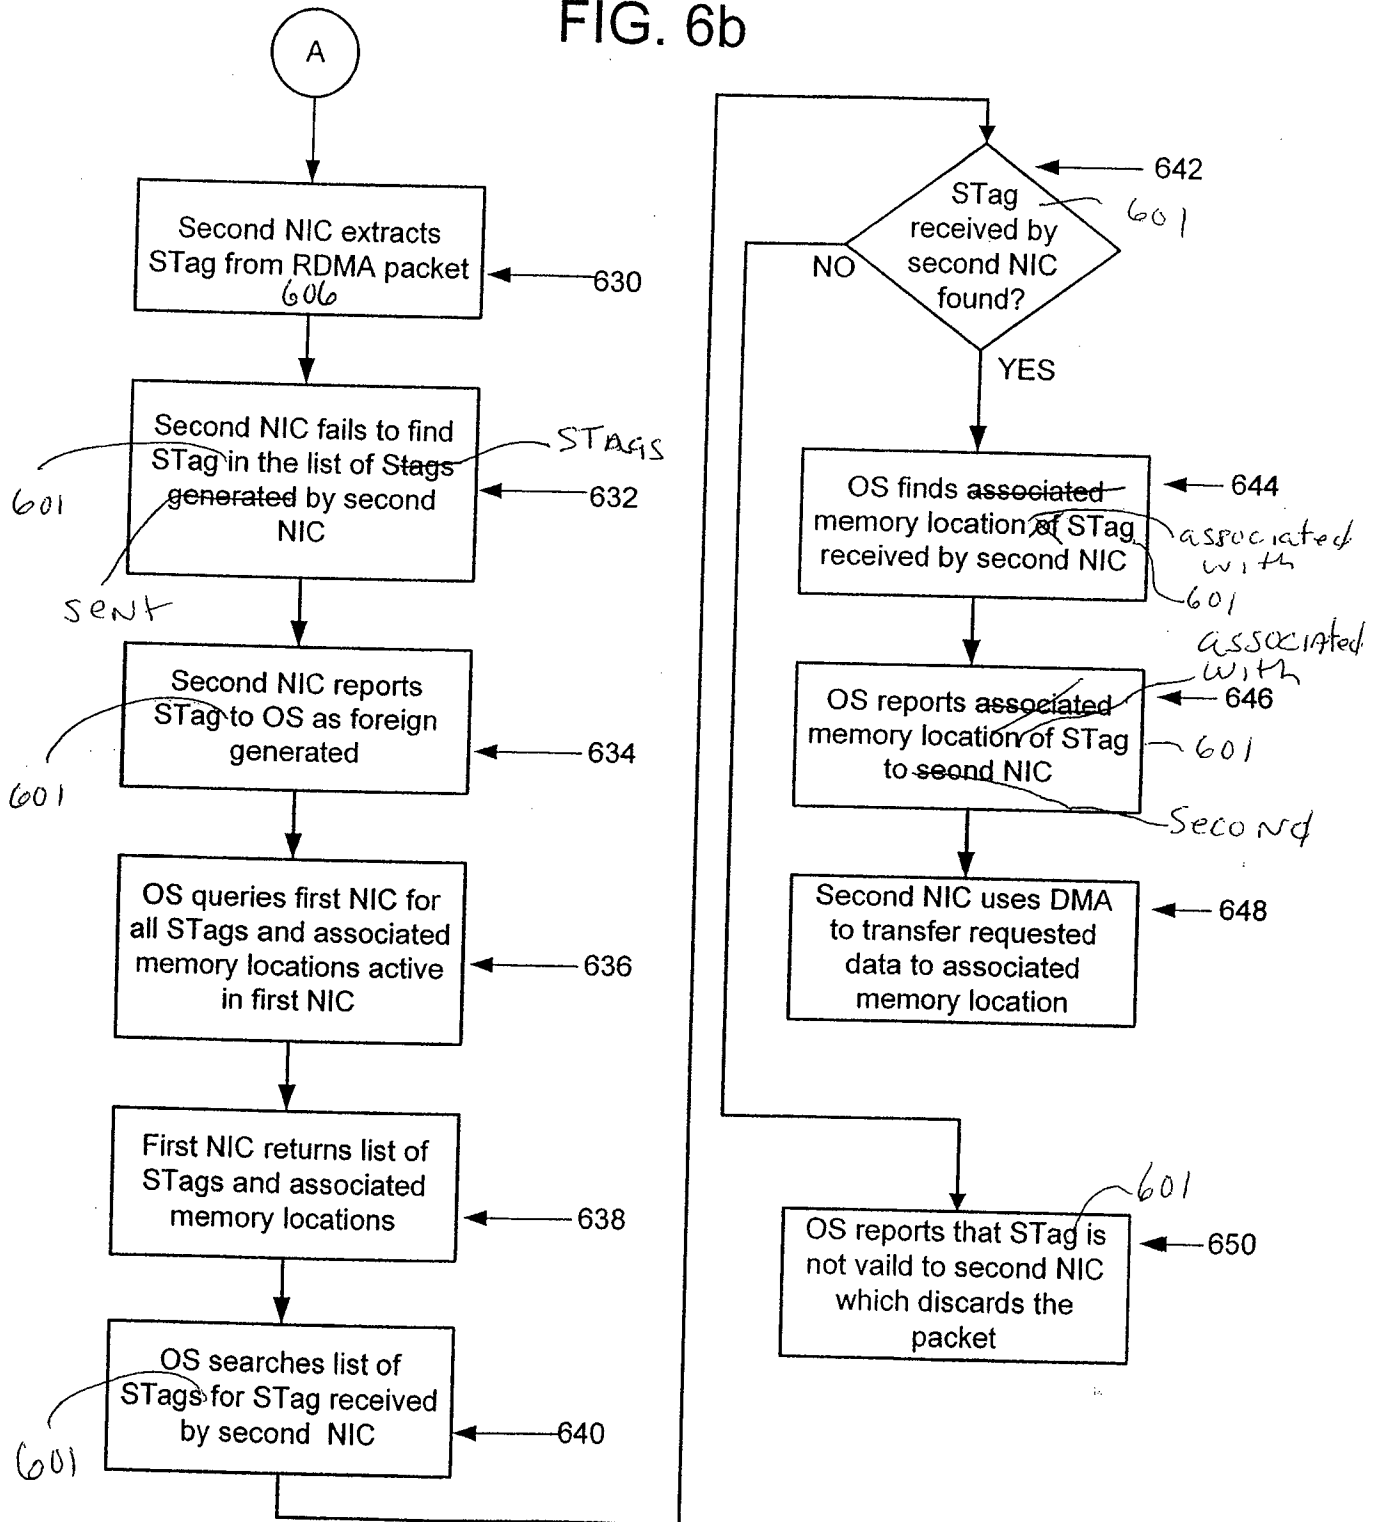 FIG. 6b
A
Second NIC extracts
STag from RDMA packet
606
630
Second NIC fails to find
STag in the list of Stags
generated by second
NIC
STAGS
601
sent
632
Second NIC reports
STag to OS as foreign
generated
601
634
OS queries first NIC for
all STags and associated
memory locations active
in first NIC
636
First NIC returns list of
STags and associated
memory locations
638
OS searches list of
STags for STag received
by second NIC
601
640
STag
received by
second NIC
found?
642
601
NO
YES
OS finds associated
memory location of STag
received by second NIC
644
associated
with
601
OS reports associated
memory location of STag
to seond NIC
associated
with
646
601
Second
Second NIC uses DMA
to transfer requested
data to associated
memory location
648
601
OS reports that STag is
not vaild to second NIC
which discards the
packet
650